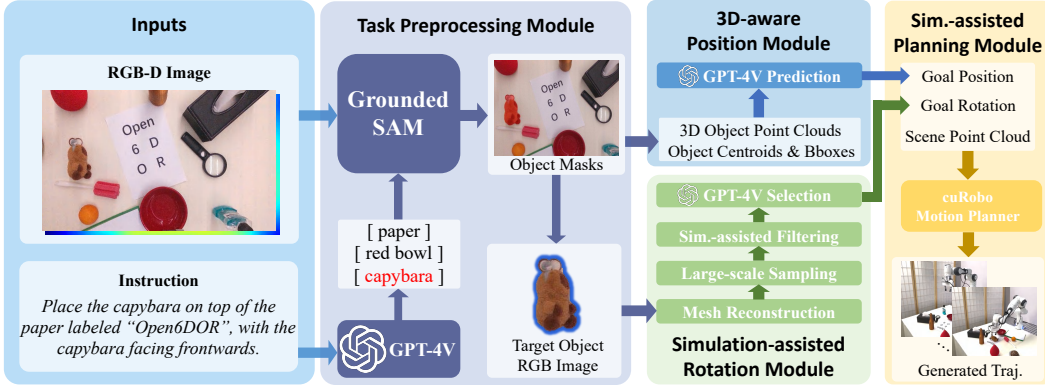 Inputs
RGB-D Image
Open
6 D
O R
Instruction
Place the capybara on top of the
paper labeled “Open6DOR”, with the
capybara facing frontwards.
Task Preprocessing Module
Grounded
SAM
[ paper ]
[ red bowl ]
[ capybara ]
GPT-4V
Open
6 D
O R
Object Masks
Target Object
RGB Image
3D-aware
Position Module
GPT-4V Prediction
3D Object Point Clouds
Object Centroids & Bboxes
GPT-4V Selection
Sim.-assisted Filtering
Large-scale Sampling
Mesh Reconstruction
Simulation-assisted
Rotation Module
Sim.-assisted
Planning Module
Goal Position
Goal Rotation
Scene Point Cloud
cuRobo
Motion Planner
Generated Traj.